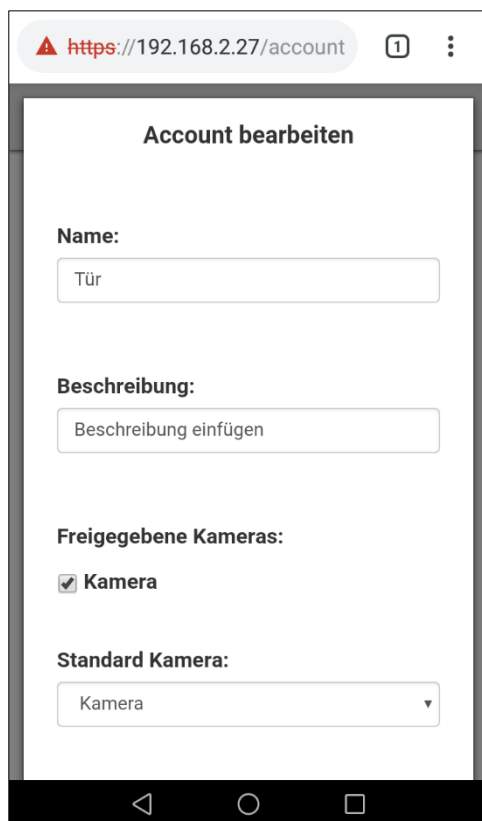 https://192.168.2.27/account 1
Account bearbeiten
Name:
Tür
Beschreibung:
Beschreibung einfügen
Freigegebene Kameras:
Kamera
Standard Kamera:
Kamera